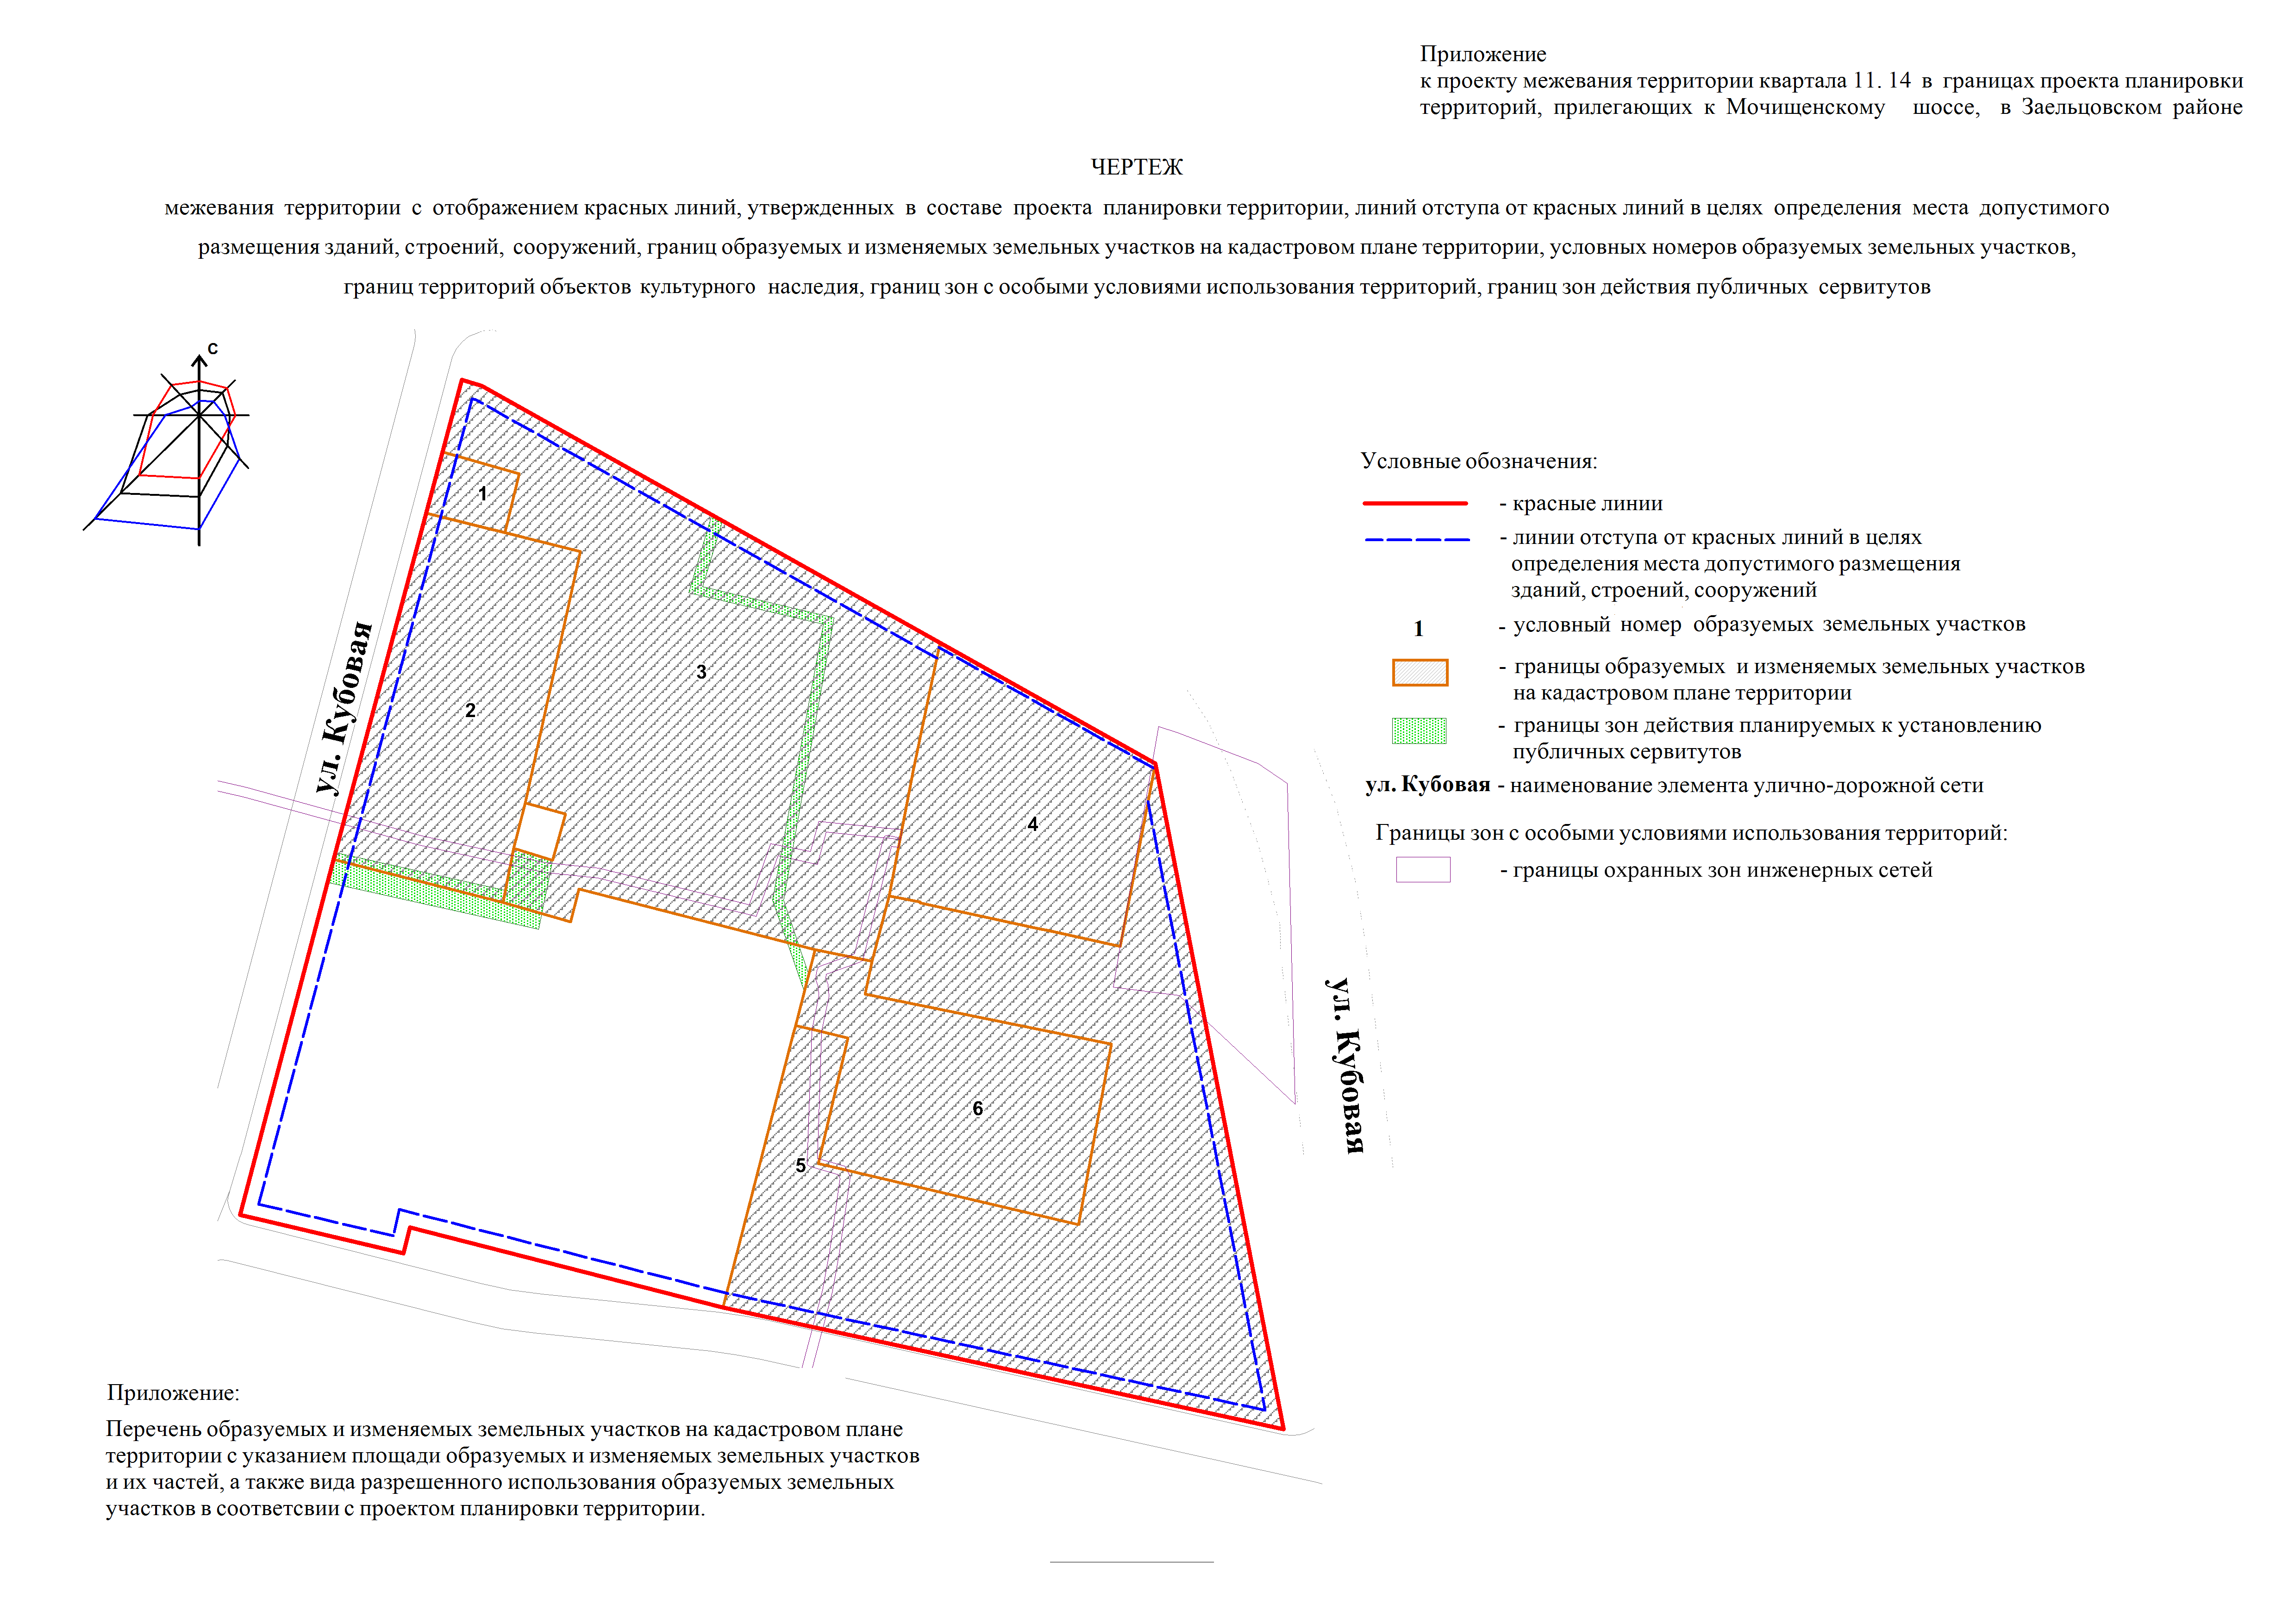 Приложение
к проекту межевания территории квартала 11. 14 в границах проекта планировки
территорий, прилегающих к Мочищенскому шоссе, в Заельцовском районе
ЧЕРТЕЖ
межевания территории с отображением красных линий, утвержденных в составе проекта планировки территории, линий отступа от красных линий в целях определения места допустимого
размещения зданий, строений, сооружений, границ образуемых и изменяемых земельных участков на кадастровом плане территории, условных номеров образуемых земельных участков,
границ территорий объектов культурного наследия, границ зон с особыми условиями использования территорий, границ зон действия публичных сервитутов
С
1
2
3
4
5
6
ул. Кубовая
ул. Кубовая
Условные обозначения:
- красные линии
- линии отступа от красных линий в целях
определения места допустимого размещения
зданий, строений, сооружений
1 - условный номер образуемых земельных участков
- границы образуемых и изменяемых земельных участков
на кадастровом плане территории
- границы зон действия планируемых к установлению
публичных сервитутов
ул. Кубовая - наименование элемента улично-дорожной сети
Границы зон с особыми условиями использования территорий:
- границы охранных зон инженерных сетей
Приложение:
Перечень образуемых и изменяемых земельных участков на кадастровом плане
территории с указанием площади образуемых и изменяемых земельных участков
и их частей, а также вида разрешенного использования образуемых земельных
участков в соответсвии с проектом планировки территории.